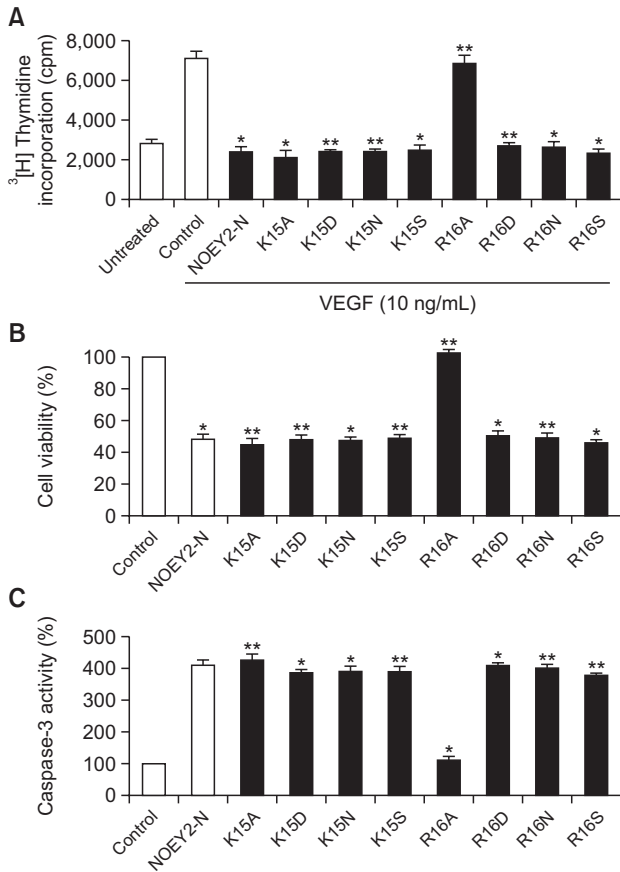 A
³[H] Thymidine
incorporation (cpm)
8,000
6,000
4,000
2,000
0
** 
* * ** ** * ** * *
Untreated Control NOEY2-N K15A K15D K15N K15S R16A R16D R16N R16S
VEGF (10 ng/mL)
B
Cell viability (%)
100
80
60
40
20
0
**
* ** ** * ** * ** *
Control NOEY2-N K15A K15D K15N K15S R16A R16D R16N R16S
C
Caspase-3 activity (%)
500
400
300
200
100
0
** * * ** * * ** **
Control NOEY2-N K15A K15D K15N K15S R16A R16D R16N R16S